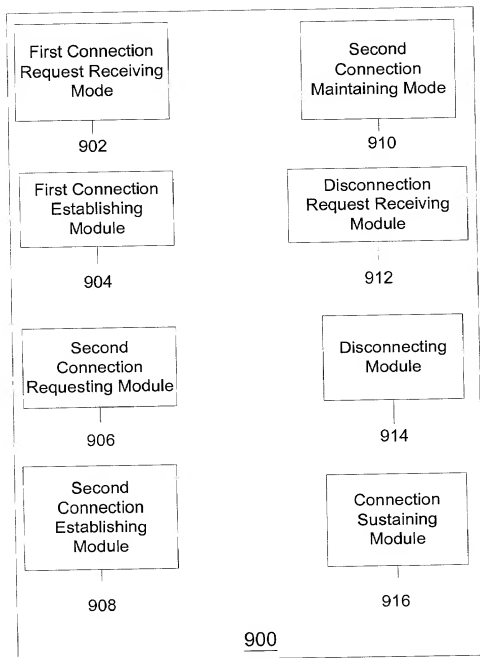 First Connection
Request Receiving
Mode
902
First Connection
Establishing
Module
904
Second
Connection
Requesting Module
906
Second
Connection
Establishing
Module
908
Second
Connection
Maintaining Mode
910
Disconnection
Request Receiving
Module
912
Disconnecting
Module
914
Connection
Sustaining
Module
916
900